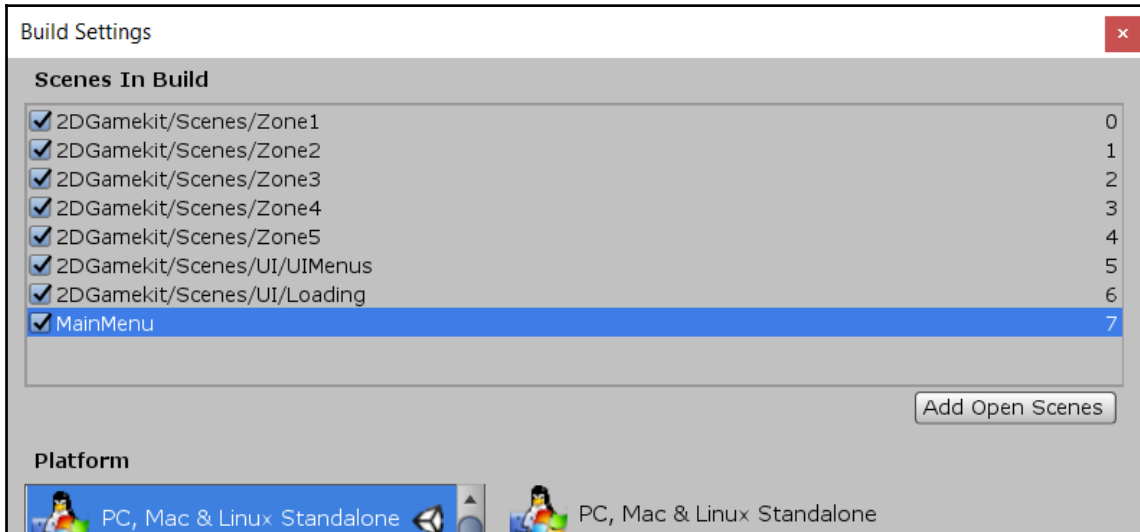 Build Settings
Scenes In Build
2DGamekit/Scenes/Zone1 0
2DGamekit/Scenes/Zone2 1
2DGamekit/Scenes/Zone3 2
2DGamekit/Scenes/Zone4 3
2DGamekit/Scenes/Zone5 4
2DGamekit/Scenes/UI/UIMenus 5
2DGamekit/Scenes/UI/Loading 6
MainMenu 7
Add Open Scenes
Platform
PC, Mac & Linux Standalone PC, Mac & Linux Standalone